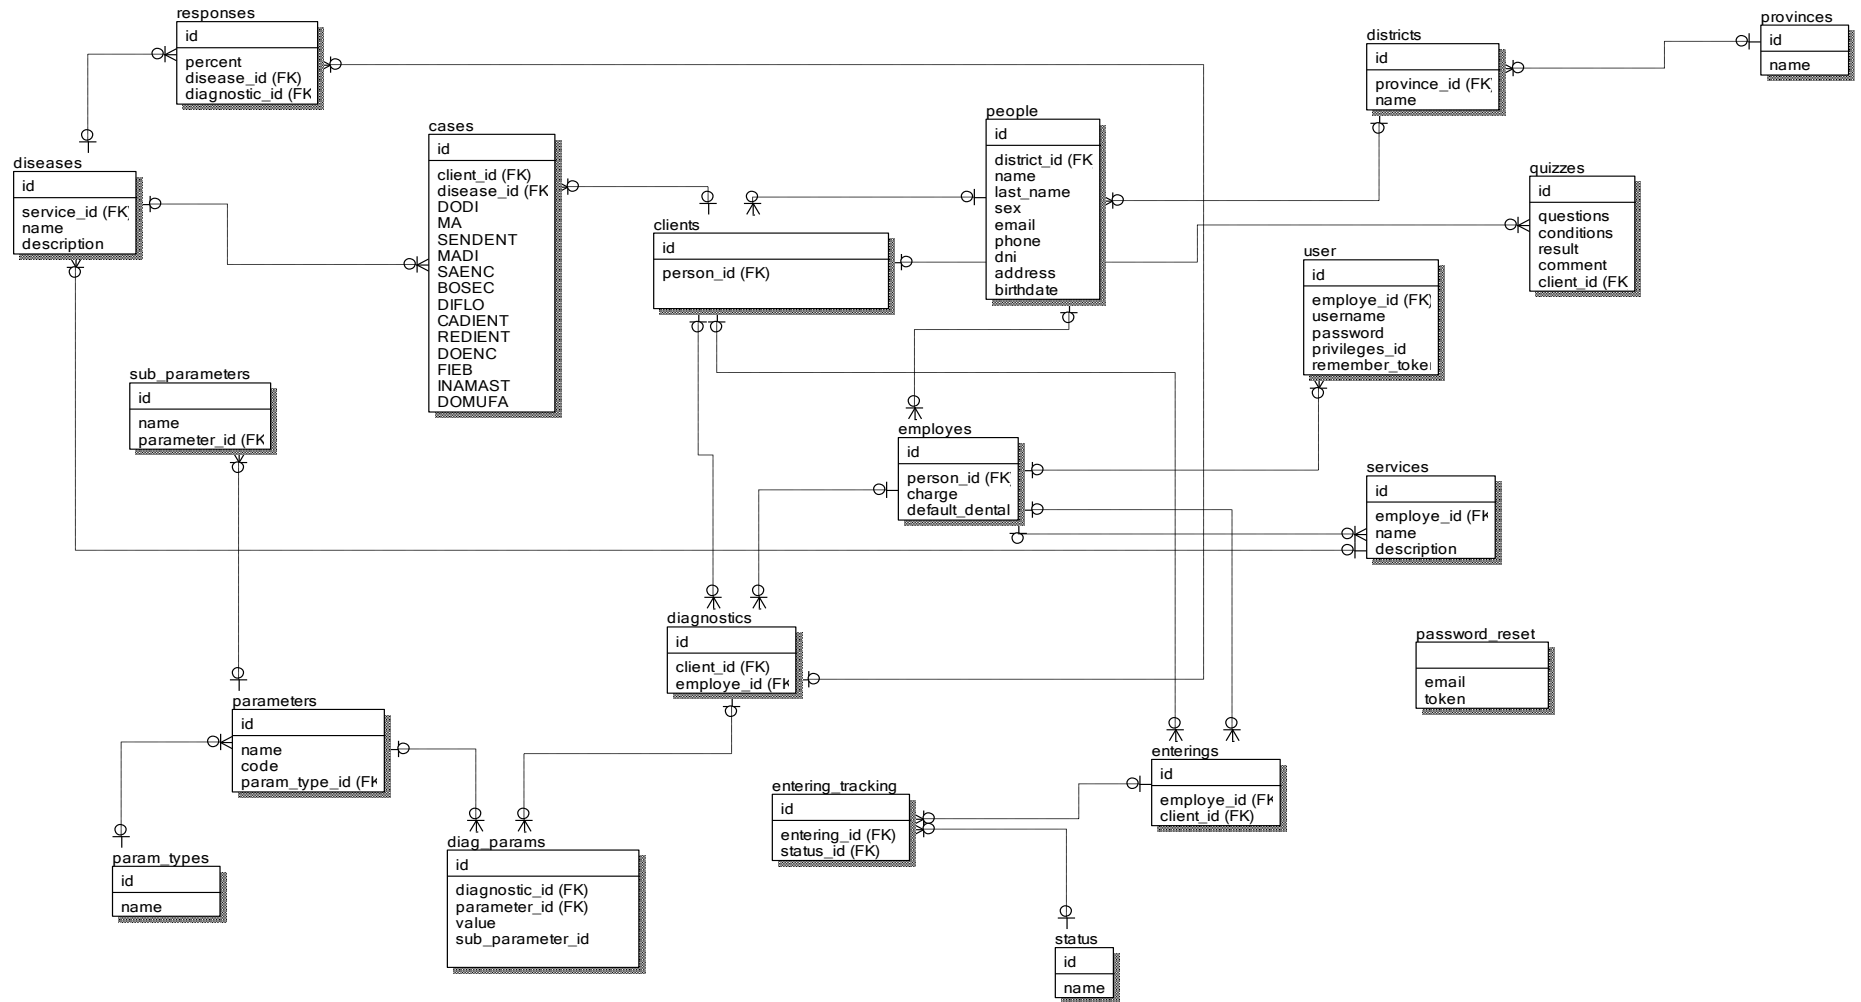 responses
id
percent
disease_id (FK)
diagnostic_id (FK
provinces
id
name
districts
id
province_id (FK)
name
people
id
district_id (FK
name
last_name
sex
email
phone
dni
address
birthdate
cases
id
client_id (FK)
disease_id (FK
DODI
MA
SENDENT
MADI
SAENC
BOSEC
DIFLO
CADIENT
REDIENT
DOENC
FIEB
INAMAST
DOMUFA
diseases
id
service_id (FK)
name
description
quizzes
id
questions
conditions
result
comment
client_id (FK
clients
id
person_id (FK)
user
id
employe_id (FK)
username
password
privileges_id
remember_toke
sub_parameters
id
name
parameter_id (FK
employes
id
person_id (FK)
charge
default_dental
services
id
employe_id (FK
name
description
diagnostics
id
client_id (FK)
employe_id (FK
password_reset
email
token
parameters
id
name
code
param_type_id (FK
enterings
id
employe_id (FK
client_id (FK)
entering_tracking
id
entering_id (FK)
status_id (FK)
diag_params
id
diagnostic_id (FK)
parameter_id (FK)
value
sub_parameter_id
param_types
id
name
status
id
name